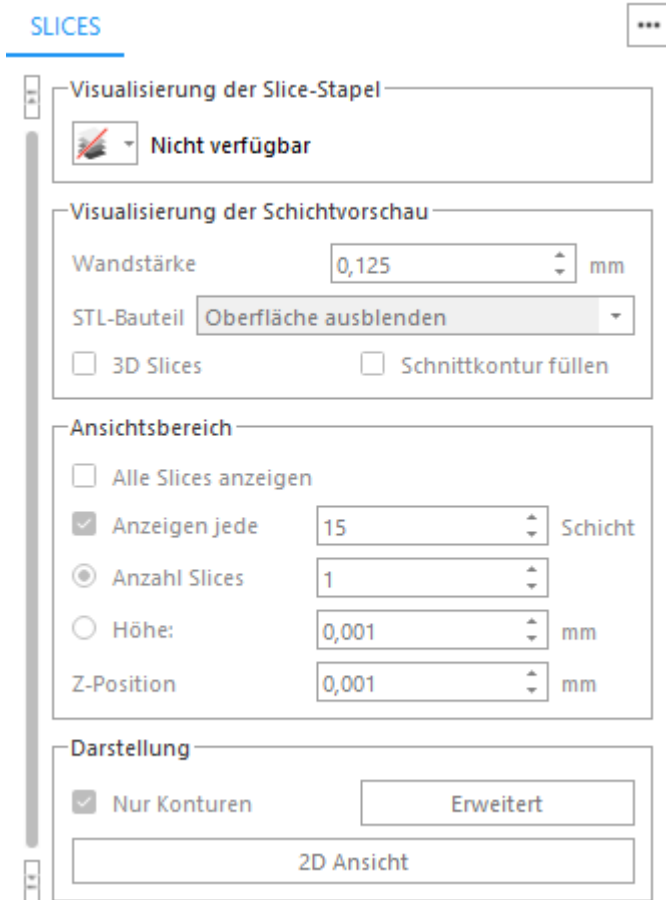 SLICES
Visualisierung der Slice-Stapel
Nicht verfügbar
Visualisierung der Schichtvorschau
Wandstärke 0,125 mm
STL-Bauteil Oberfläche ausblenden
3D Slices Schnittkontur füllen
Ansichtsbereich
Alle Slices anzeigen
Anzeigen jede 15 Schicht
Anzahl Slices 1
Höhe: 0,001 mm
Z-Position 0,001 mm
Darstellung
Nur Konturen Erweitert
2D Ansicht